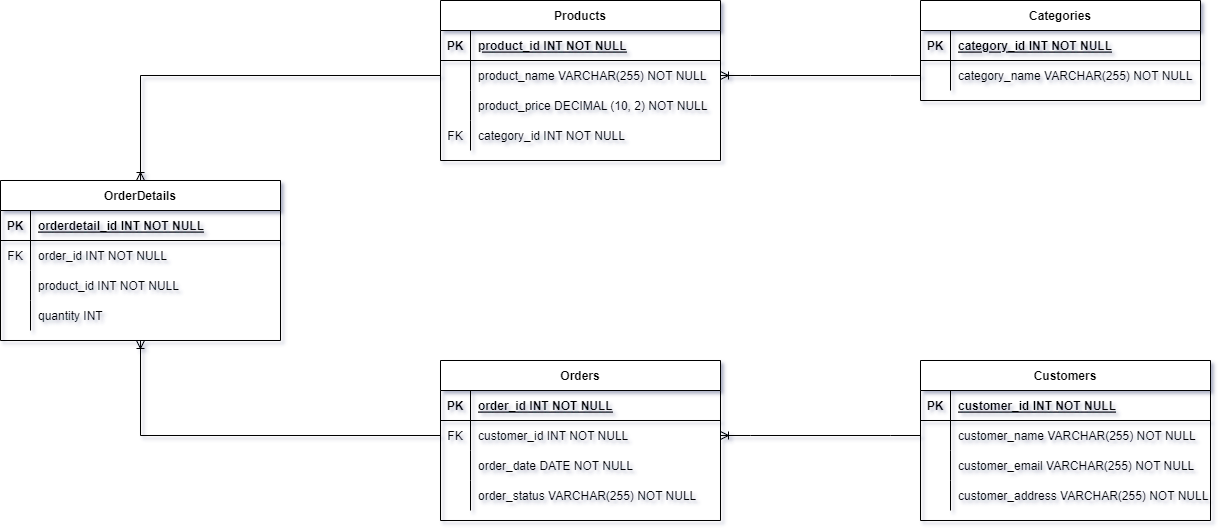 Products
PK product_id INT NOT NULL
product_name VARCHAR(255) NOT NULL
product_price DECIMAL (10, 2) NOT NULL
FK category_id INT NOT NULL
Categories
PK category_id INT NOT NULL
category_name VARCHAR(255) NOT NULL
OrderDetails
PK orderdetail_id INT NOT NULL
FK order_id INT NOT NULL
product_id INT NOT NULL
quantity INT
Orders
PK order_id INT NOT NULL
FK customer_id INT NOT NULL
order_date DATE NOT NULL
order_status VARCHAR(255) NOT NULL
Customers
PK customer_id INT NOT NULL
customer_name VARCHAR(255) NOT NULL
customer_email VARCHAR(255) NOT NULL
customer_address VARCHAR(255) NOT NULL